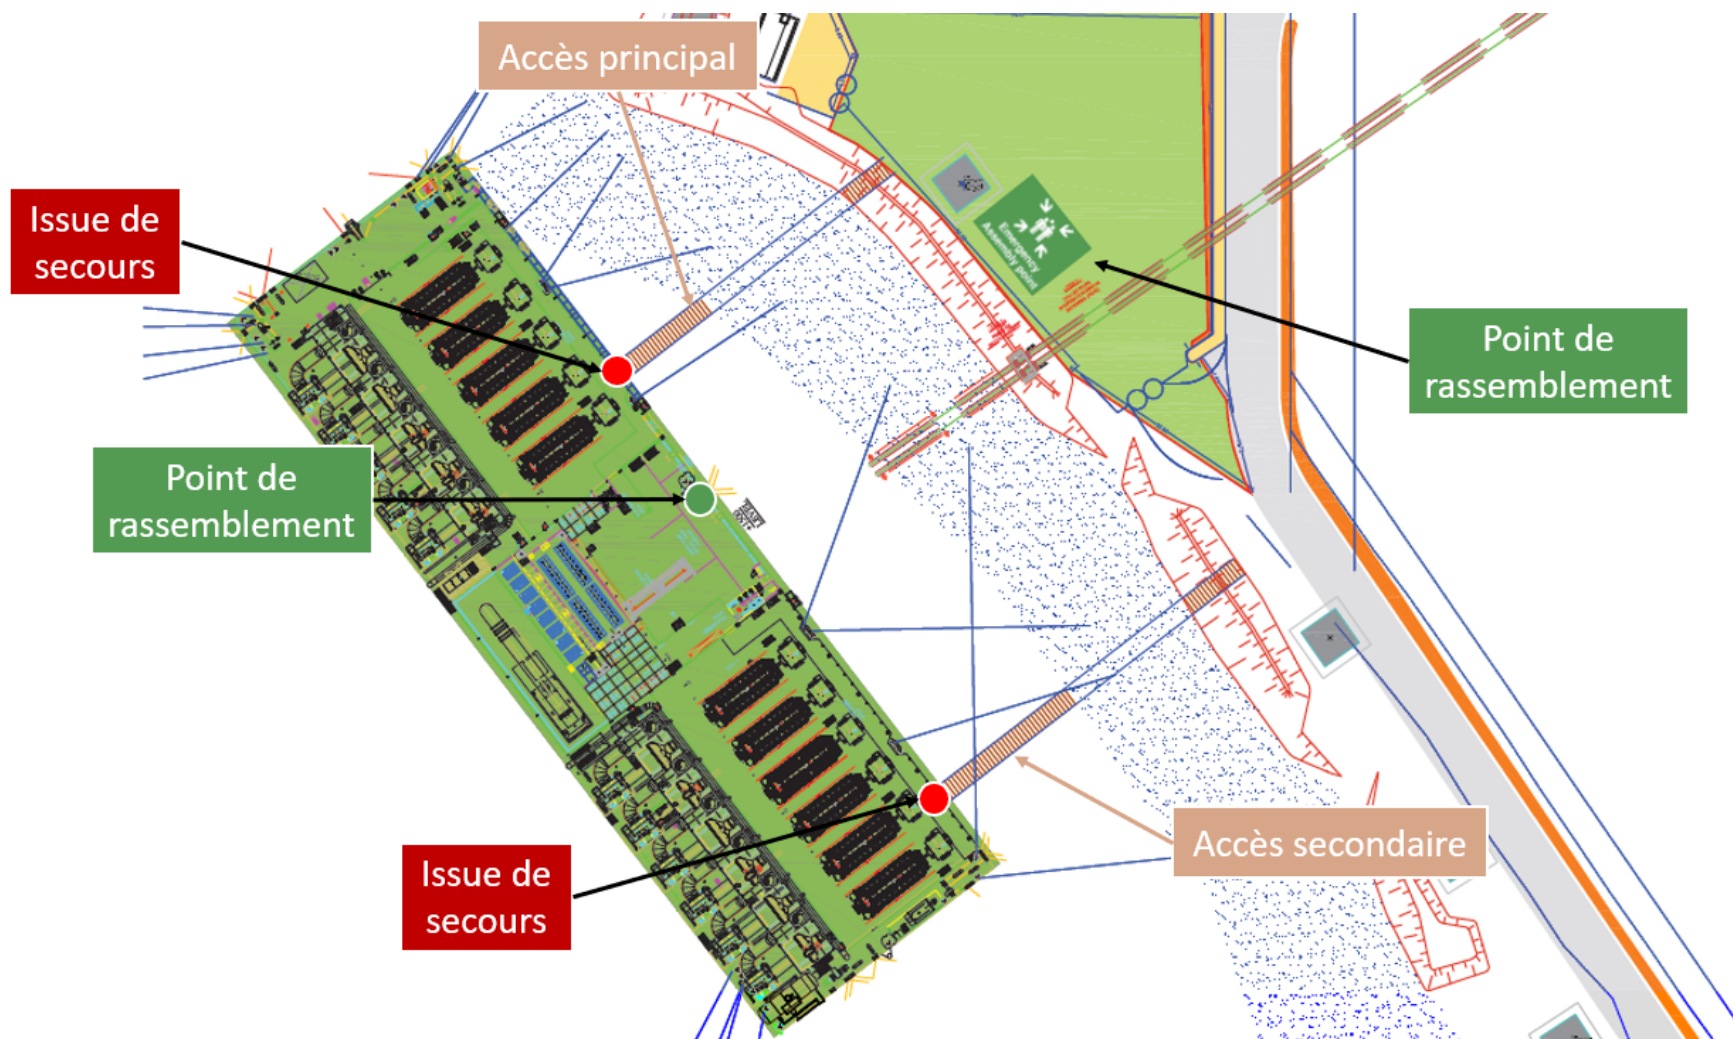 Accès principal
Issue de
secours
Emergency
Assembly point
Point de
rassemblement
Point de
rassemblement
Accès secondaire
Issue de
secours